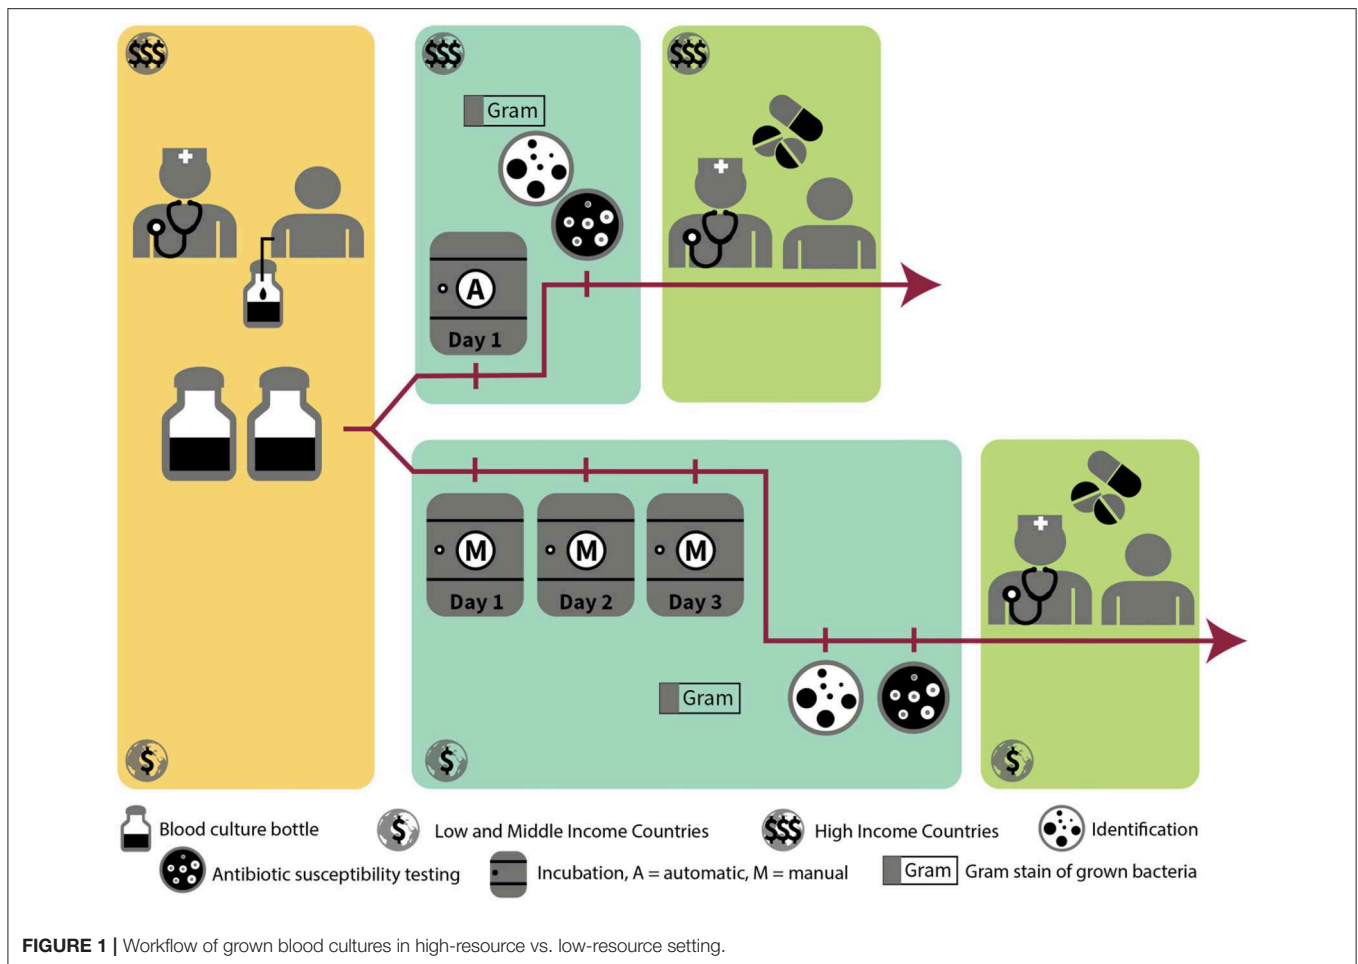 $$$
$$$
$$$
Gram
A
Day 1
M
M
M
Day 1
Day 2
Day 3
Gram
$
$
$
Blood culture bottle
$
Low and Middle Income Countries
$$$
High Income Countries
Identification
Antibiotic susceptibility testing
Incubation, A = automatic, M = manual
Gram
Gram stain of grown bacteria
FIGURE 1 | Workflow of grown blood cultures in high-resource vs. low-resource setting.